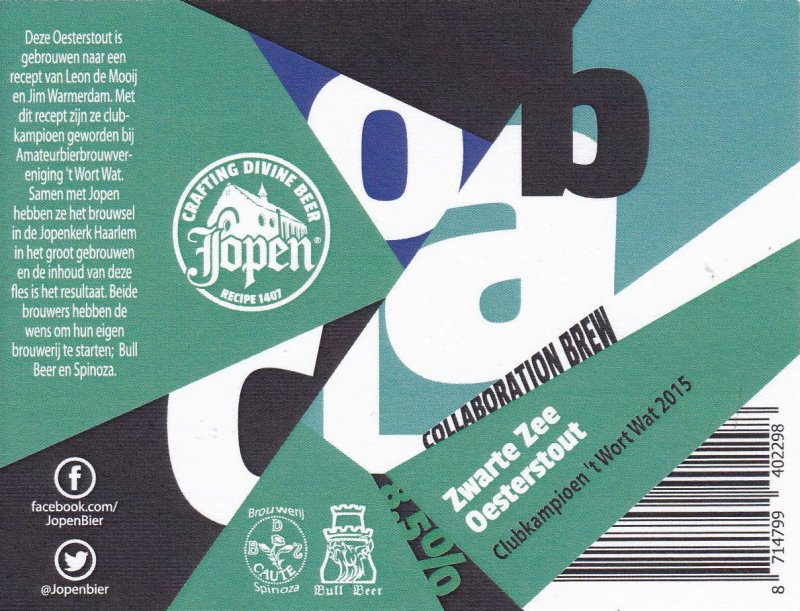 Deze Oesterstout is
gebrouwen naar een
recept van Leon de Mooij
en Jim Warmerdam. Met
dit recept zijn ze club-
kampioen geworden bij
Amateurbierbrouwver-
eniging 't Wort Wat.
Samen met Jopen
hebben ze het brouwsel
in de Jopenkerk Haarlem
in het groot gebrouwen
en de inhoud van deze
fles is het resultaat. Beide
brouwers hebben de
wens om hun eigen
brouwerij te starten; Bull
Beer en Spinoza.
facebook.com/
JopenBier
@Jopenbier
CRAFTING DIVINE BEER
Jopen®
RECIPE 1407
colab
COLLABORATION BREW
Zwarte Zee
Oesterstout
Clubkampioen 't Wort Wat 2015
8,5%
Brouwerij
B D S
CAUTE
Spinoza
Bull Beer
8 714799 402298